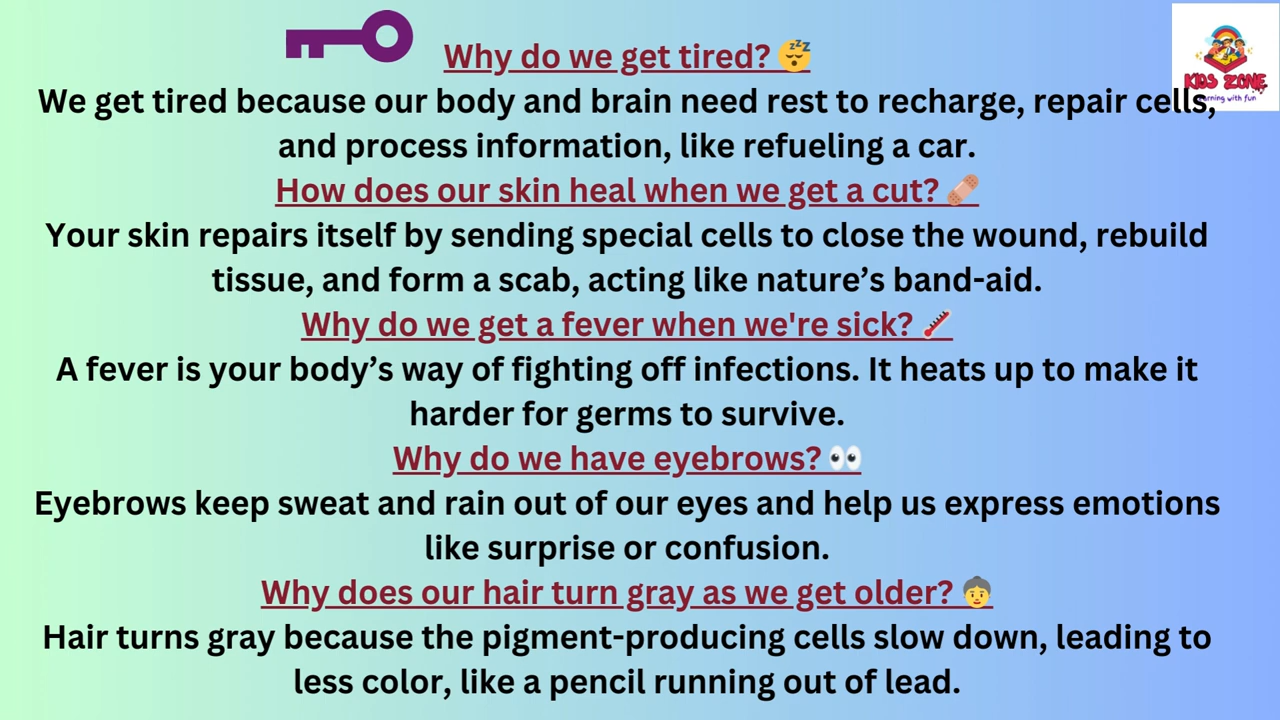 Why do we get tired? 😴
KIDS ZONE
We get tired because our body and brain need rest to recharge, repair cells,
with fun
and process information, like refueling a car.
How does our skin heal when we get a cut? 🩹
Your skin repairs itself by sending special cells to close the wound, rebuild
tissue, and form a scab, acting like nature’s band-aid.
Why do we get a fever when we're sick? 🌡️
A fever is your body’s way of fighting off infections. It heats up to make it
harder for germs to survive.
Why do we have eyebrows? 👀
Eyebrows keep sweat and rain out of our eyes and help us express emotions
like surprise or confusion.
Why does our hair turn gray as we get older? 👵
Hair turns gray because the pigment-producing cells slow down, leading to
less color, like a pencil running out of lead.